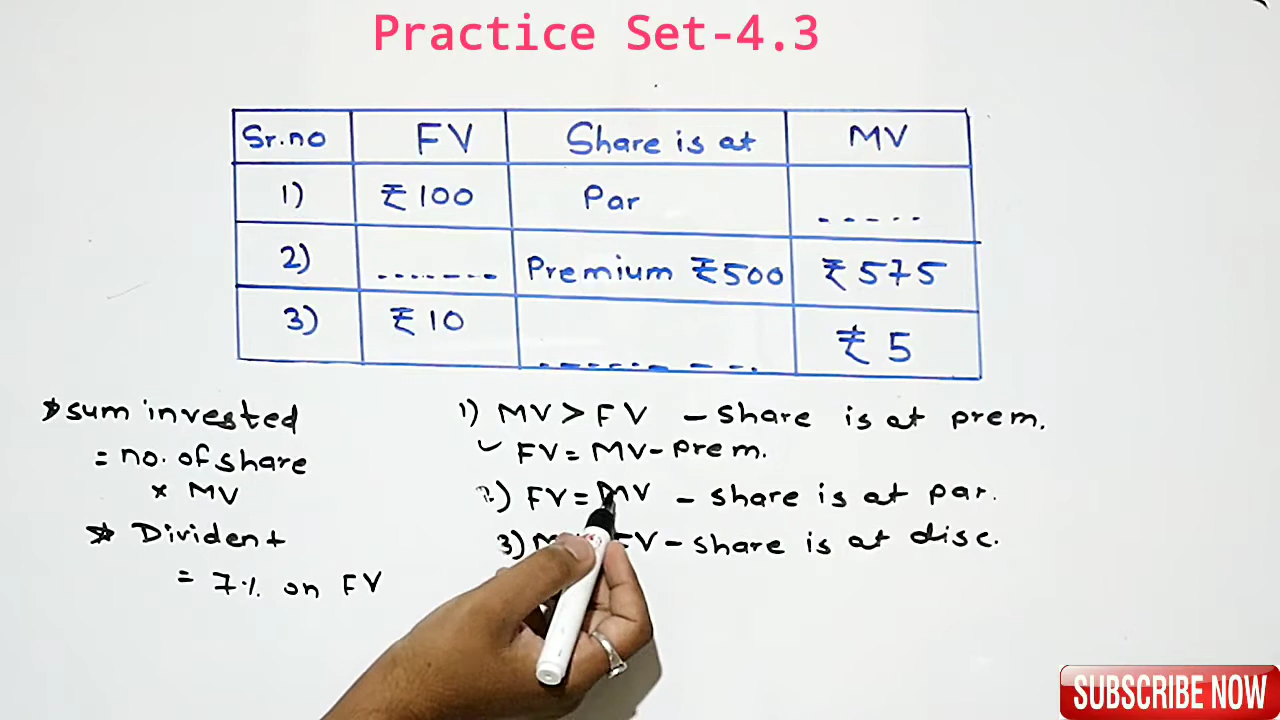 Practice Set-4.3
Sr.no FV Share is at MV
1) ₹ 100 Par .....
2) ....... Premium ₹500 ₹ 575
3) ₹ 10 ₹ 5
* sum invested
= no. of share
× MV
* Divident
= 7% on FV
1) MV > FV – share is at prem.
✓ FV = MV – Prem.
2) FV = MV – share is at par.
3) FV – share is at disc.
SUBSCRIBE NOW